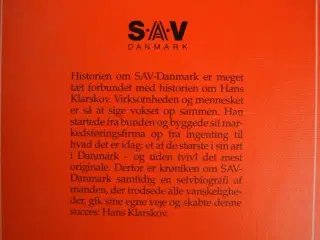 S·A·V
DANMARK
Historien om SAV-Danmark er meget
tæt forbundet med historien om Hans
Klarskov. Virksomheden og mennesket
er så at sige vokset op sammen. Han
startede fra bunden og byggede sit mar-
kedsføringsfirma op fra ingenting til
hvad det er idag: et af de største i sin art
i Danmark – og uden tvivl det mest
originale. Derfor er krøniken om SAV-
Danmark samtidig en selvbiografi af
manden, der trodsede alle vanskelighe-
der, gik sine egne veje og skabte denne
succes: Hans Klarskov.